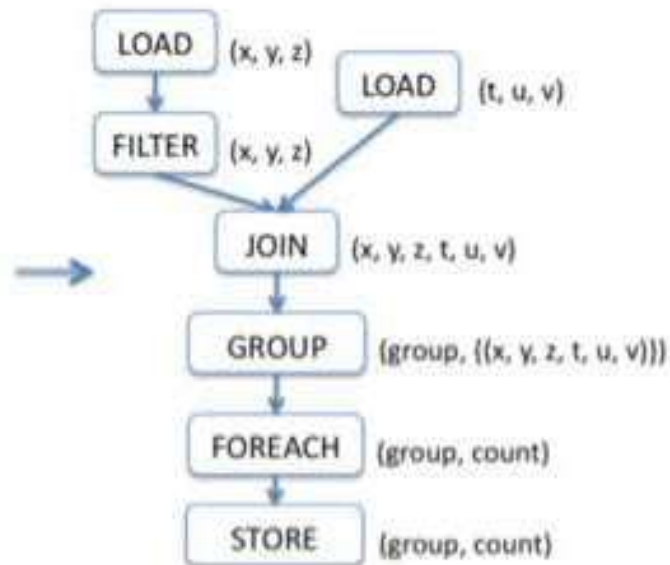 LOAD (x, y, z)
LOAD (t, u, v)
FILTER (x, y, z)
JOIN (x, y, z, t, u, v)
GROUP (group, {(x, y, z, t, u, v)})
FOREACH (group, count)
STORE (group, count)